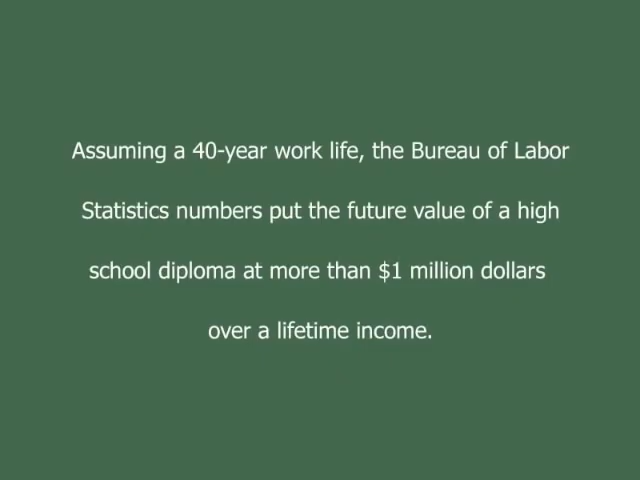 Assuming a 40-year work life, the Bureau of Labor
Statistics numbers put the future value of a high
school diploma at more than $1 million dollars
over a lifetime income.